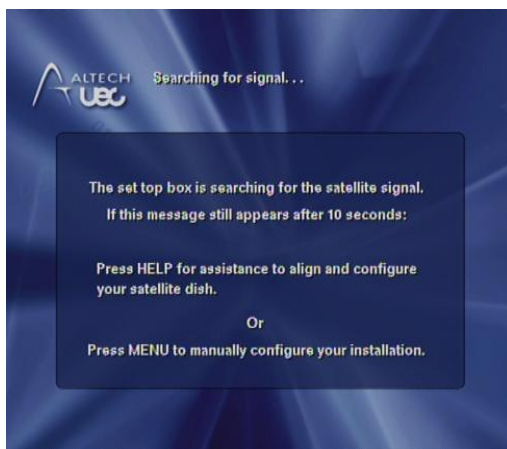 ALTECH
UEC
Searching for signal. . .
The set top box is searching for the satellite signal.
If this message still appears after 10 seconds:
Press HELP for assistance to align and configure
your satellite dish.
Or
Press MENU to manually configure your installation.